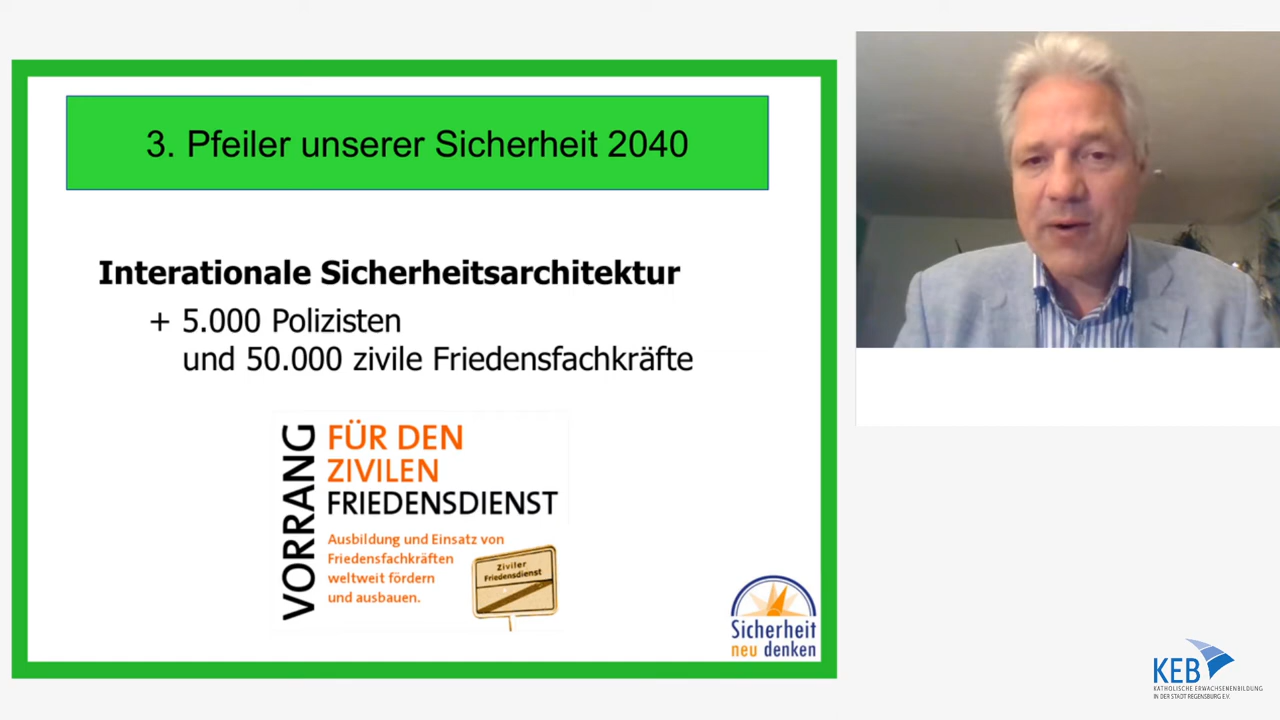 3. Pfeiler unserer Sicherheit 2040
Interationale Sicherheitsarchitektur
+ 5.000 Polizisten
und 50.000 zivile Friedensfachkräfte
VORRANG
FÜR DEN
ZIVILEN
FRIEDENSDIENST
Ausbildung und Einsatz von
Friedensfachkräften
weltweit fördern
und ausbauen.
Ziviler
Friedensdienst
Sicherheit
neu denken
KEB
KATHOLISCHE ERWACHSENENBILDUNG
IN DER STADT REGENSBURG E.V.